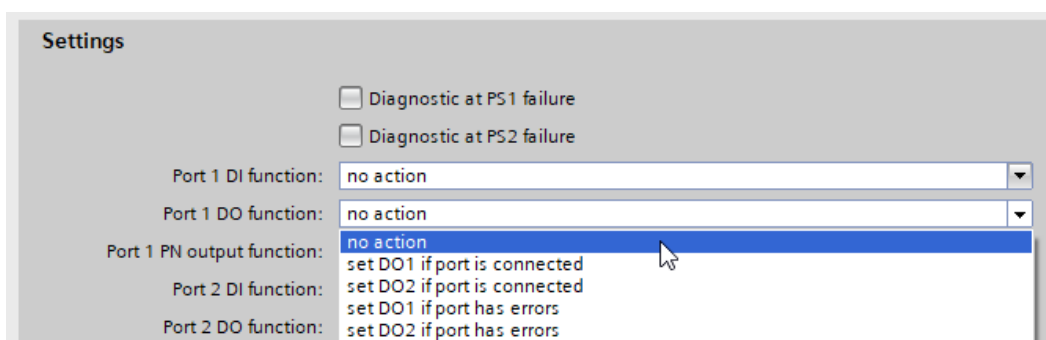 Settings
Diagnostic at PS1 failure
Diagnostic at PS2 failure
Port 1 DI function: no action
Port 1 DO function: no action
Port 1 PN output function: no action
set DO1 if port is connected
Port 2 DI function: set DO2 if port is connected
set DO1 if port has errors
Port 2 DO function: set DO2 if port has errors